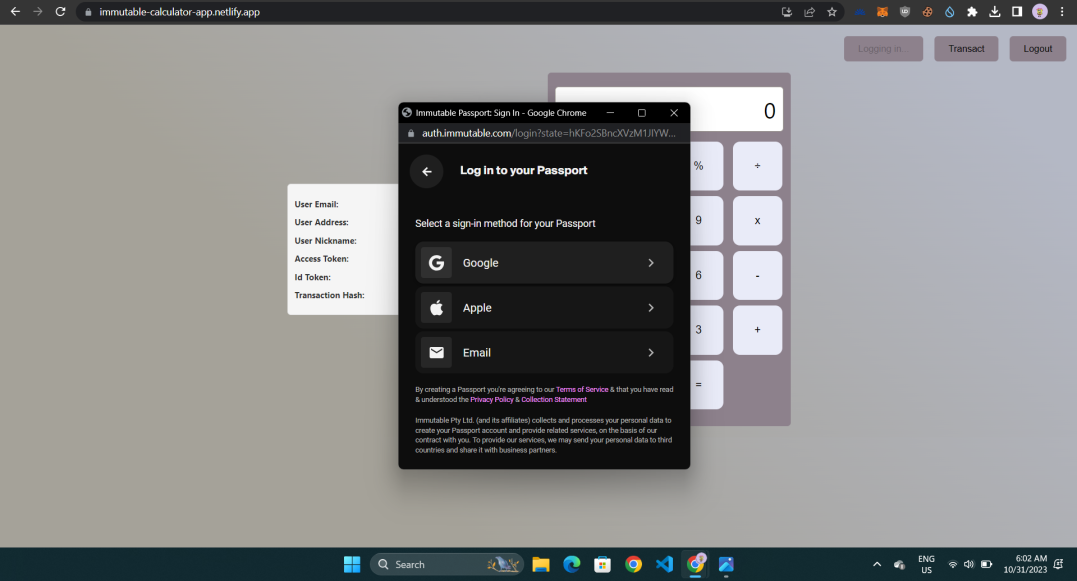 immutable-calculator-app.netlify.app
Logging in...
Transact
Logout
0
%
÷
9
x
6
-
3
+
=
User Email:
User Address:
User Nickname:
Access Token:
Id Token:
Transaction Hash:
Immutable Passport: Sign In - Google Chrome
auth.immutable.com/login?state=hKFo2SBncXVzM1JIYW...
Log in to your Passport
Select a sign-in method for your Passport
Google
Apple
Email
By creating a Passport you're agreeing to our Terms of Service & that you have read
& understood the Privacy Policy & Collection Statement
Immutable Pty Ltd. (and its affiliates) collects and processes your personal data to
create your Passport account and provide related services, on the basis of our
contract with you. To provide our services, we may send your personal data to third
countries and share it with business partners.
Search
ENG
US
6:02 AM
10/31/2023